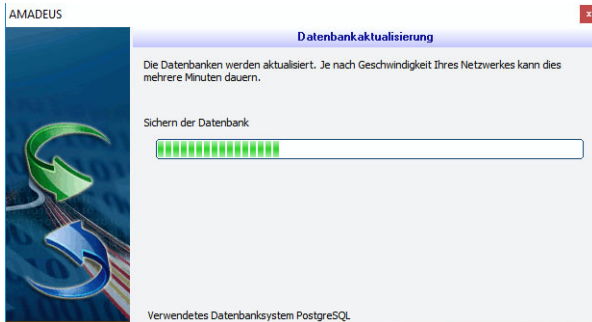 AMADEUS
x
Datenbankaktualisierung
Die Datenbanken werden aktualisiert. Je nach Geschwindigkeit Ihres Netzwerkes kann dies
mehrere Minuten dauern.
Sichern der Datenbank
Verwendetes Datenbanksystem PostgreSQL